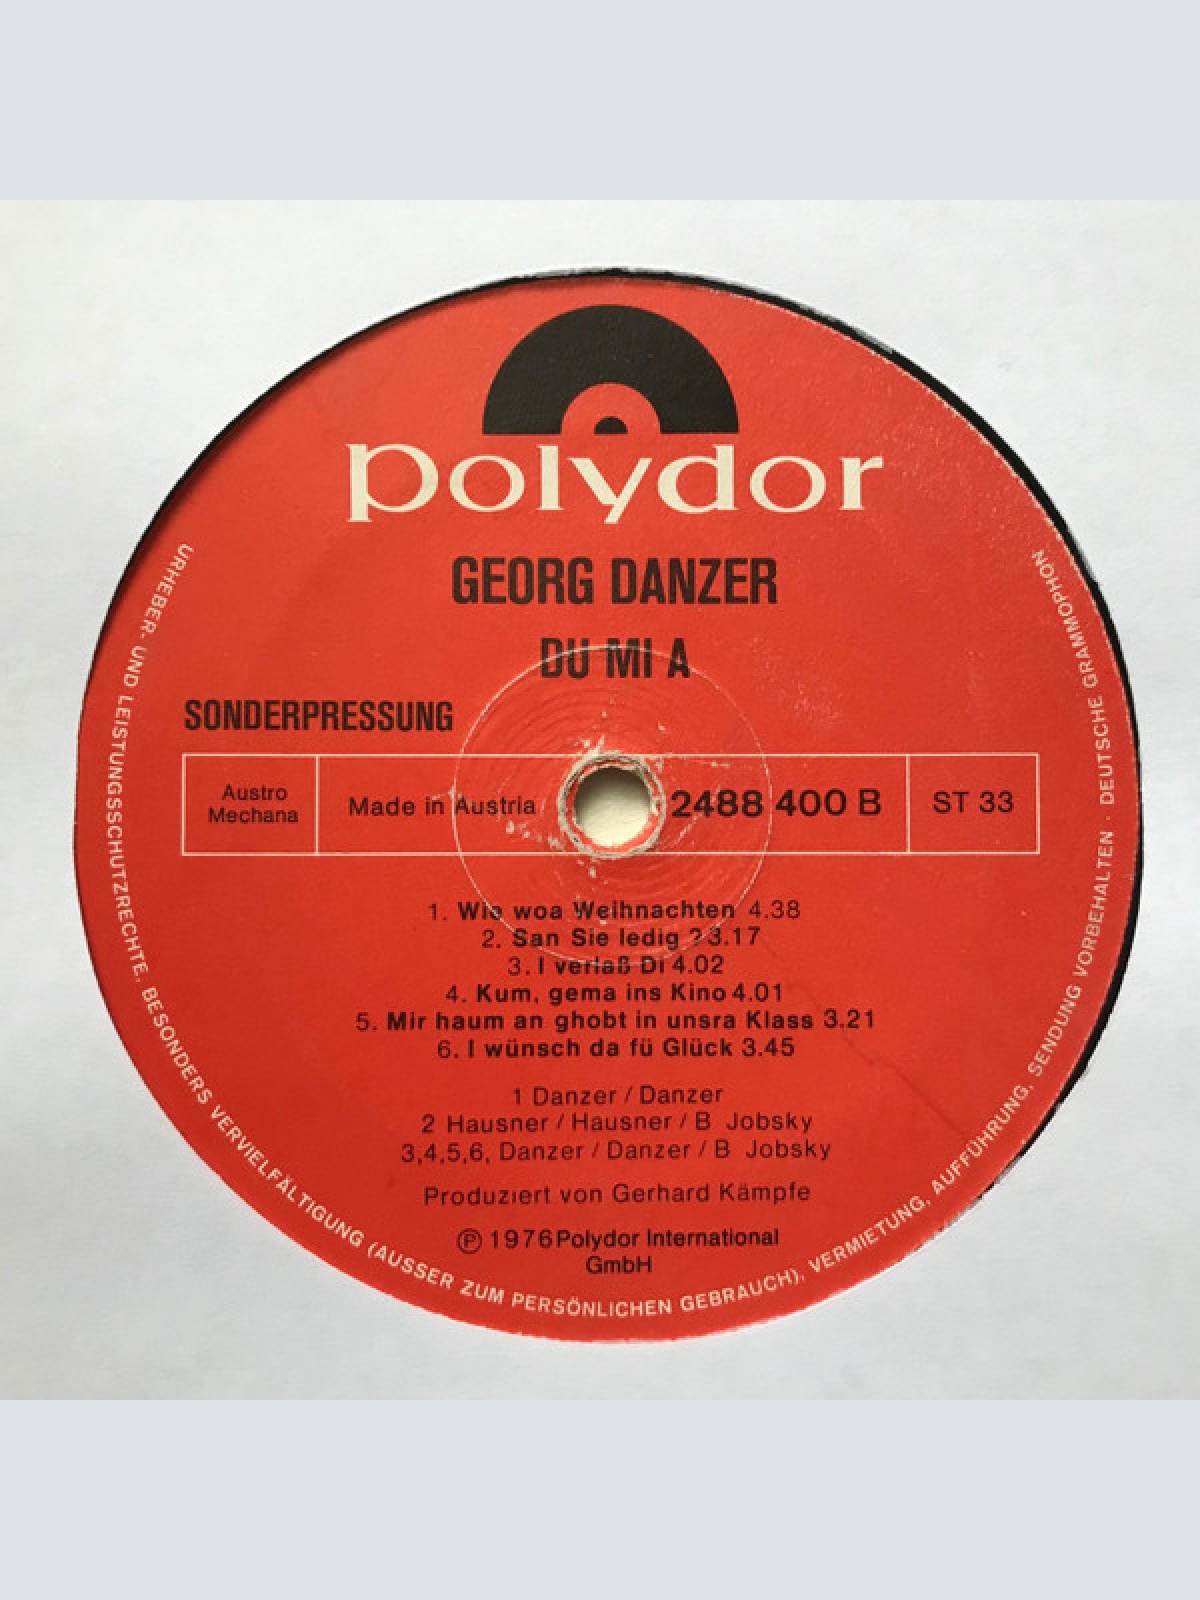 polydor
GEORG DANZER
DU MI A
SONDERPRESSUNG
Austro
Mechana
Made in Austria
2488 400 B
ST 33
1. Wie woa Weihnachten 4.38
2. San Sie ledig ? 3.17
3. I verlaß Di 4.02
4. Kum, gema ins Kino 4.01
5. Mir haum an ghobt in unsra Klass 3.21
6. I wünsch da fü Glück 3.45
1 Danzer / Danzer
2 Hausner / Hausner / B Jobsky
3,4,5,6, Danzer / Danzer / B Jobsky
Produziert von Gerhard Kämpfe
Ⓟ 1976 Polydor International
GmbH
URHEBER- UND LEISTUNGSSCHUTZRECHTE, BESONDERS VERVIELFÄLTIGUNG (AUSSER ZUM PERSÖNLICHEN GEBRAUCH), VERMIETUNG, AUFFÜHRUNG, SENDUNG VORBEHALTEN · DEUTSCHE GRAMMOPHON